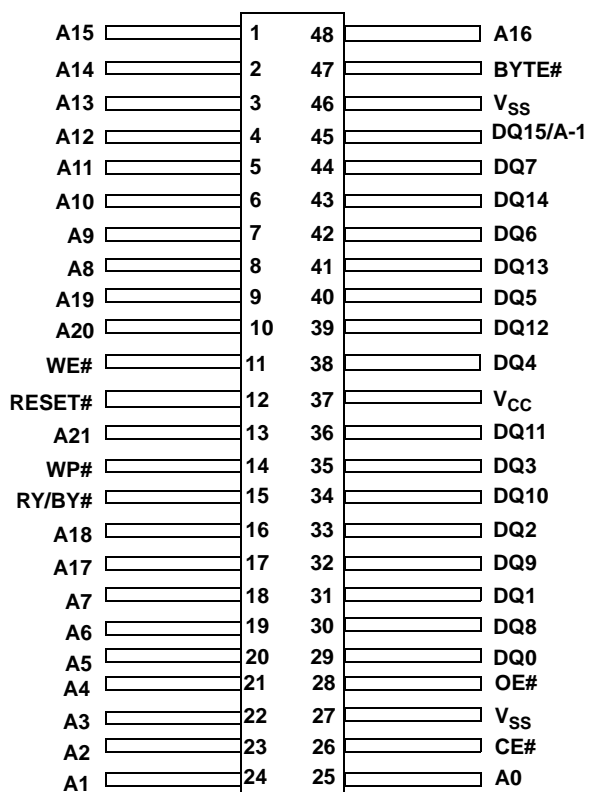 A15 1 48 A16
A14 2 47 BYTE#
A13 3 46 VSS
A12 4 45 DQ15/A-1
A11 5 44 DQ7
A10 6 43 DQ14
A9 7 42 DQ6
A8 8 41 DQ13
A19 9 40 DQ5
A20 10 39 DQ12
WE# 11 38 DQ4
RESET# 12 37 VCC
A21 13 36 DQ11
WP# 14 35 DQ3
RY/BY# 15 34 DQ10
A18 16 33 DQ2
A17 17 32 DQ9
A7 18 31 DQ1
A6 19 30 DQ8
A5 20 29 DQ0
A4 21 28 OE#
A3 22 27 VSS
A2 23 26 CE#
A1 24 25 A0